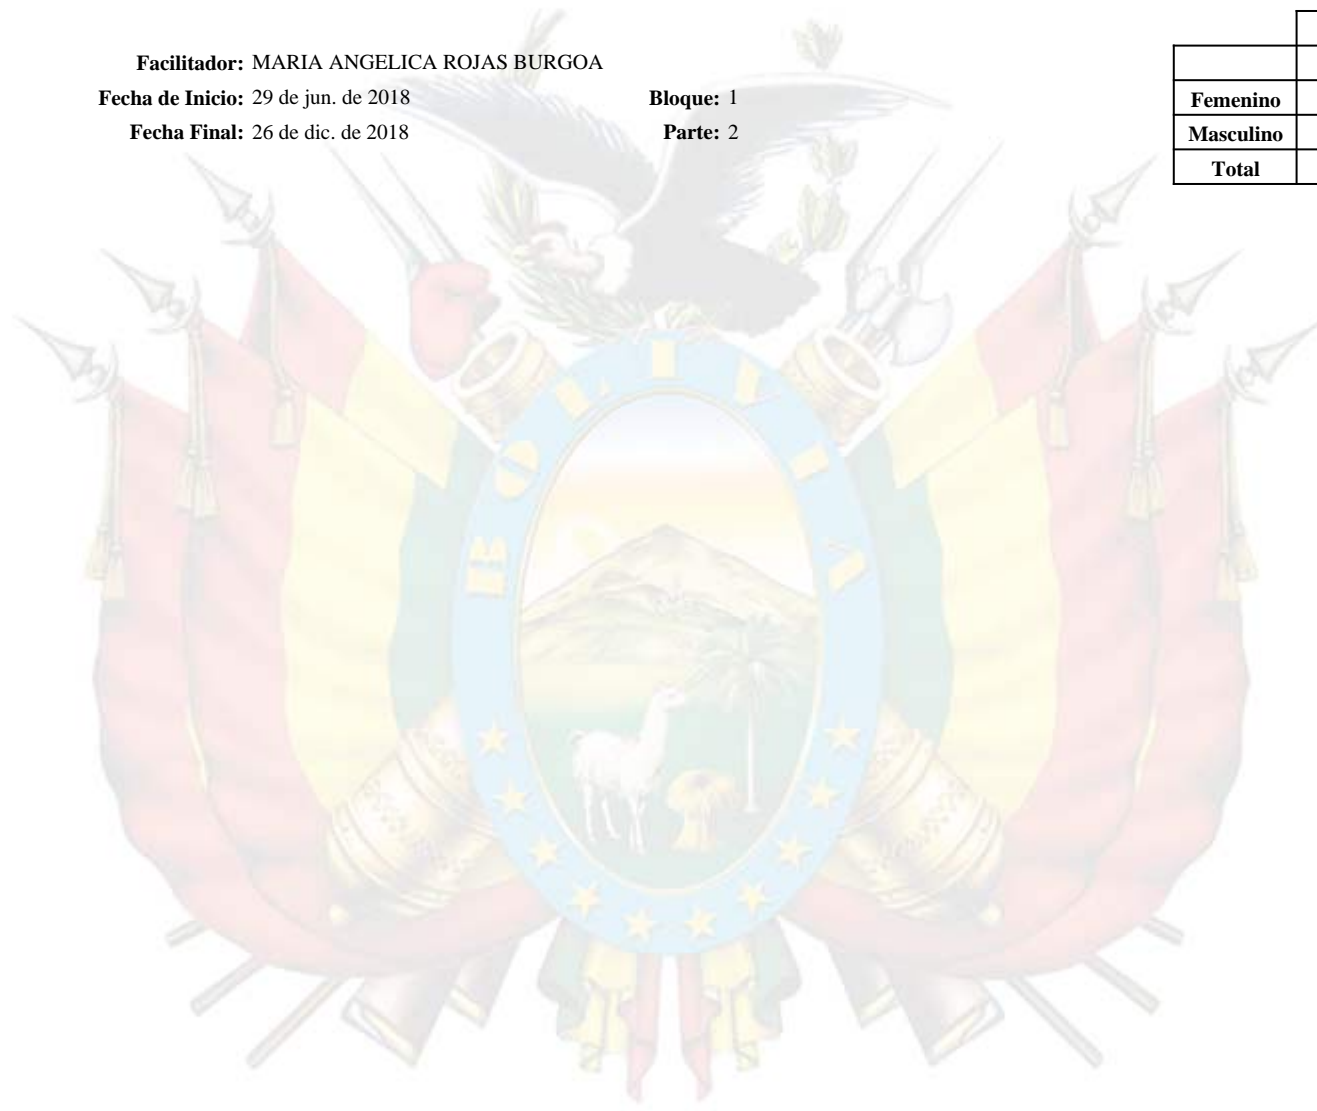 Facilitador: MARIA ANGELICA ROJAS BURGOA
Fecha de Inicio: 29 de jun. de 2018 Bloque: 1
Fecha Final: 26 de dic. de 2018 Parte: 2
Femenino
Masculino
Total
BOLIVIA